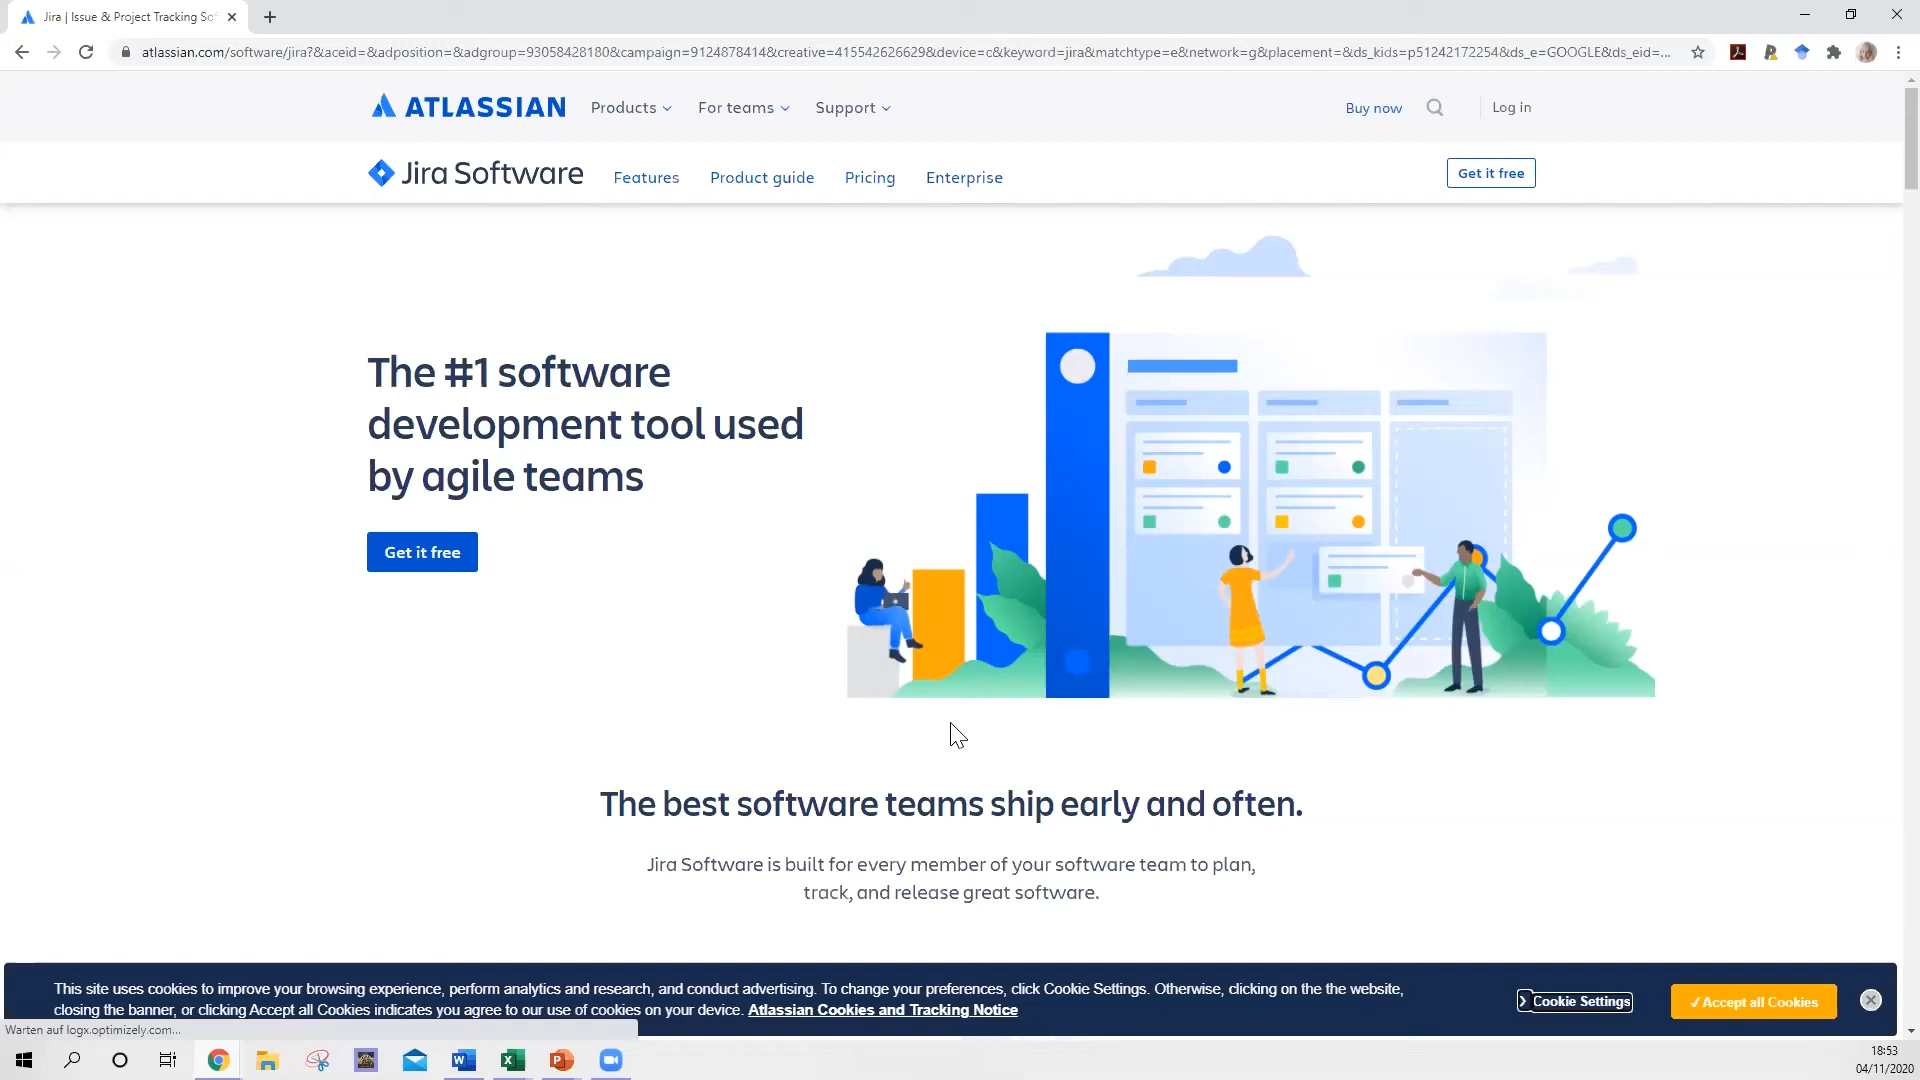 Jira | Issue & Project Tracking Sof
atlassian.com/software/jira?&aceid=&adposition=&adgroup=93058428180&campaign=9124878414&creative=415542626629&device=c&keyword=jira&matchtype=e&network=g&placement=&ds_kids=p51242172254&ds_e=GOOGLE&ds_eid=...
ATLASSIAN Products For teams Support Buy now Log in
Jira Software Features Product guide Pricing Enterprise Get it free
The #1 software
development tool used
by agile teams
Get it free
The best software teams ship early and often.
Jira Software is built for every member of your software team to plan,
track, and release great software.
This site uses cookies to improve your browsing experience, perform analytics and research, and conduct advertising. To change your preferences, click Cookie Settings. Otherwise, clicking on the the website,
closing the banner, or clicking Accept all Cookies indicates you agree to our use of cookies on your device. Atlassian Cookies and Tracking Notice
Cookie Settings
✓Accept all Cookies
Warten auf logx.optimizely.com...
18:53
04/11/2020